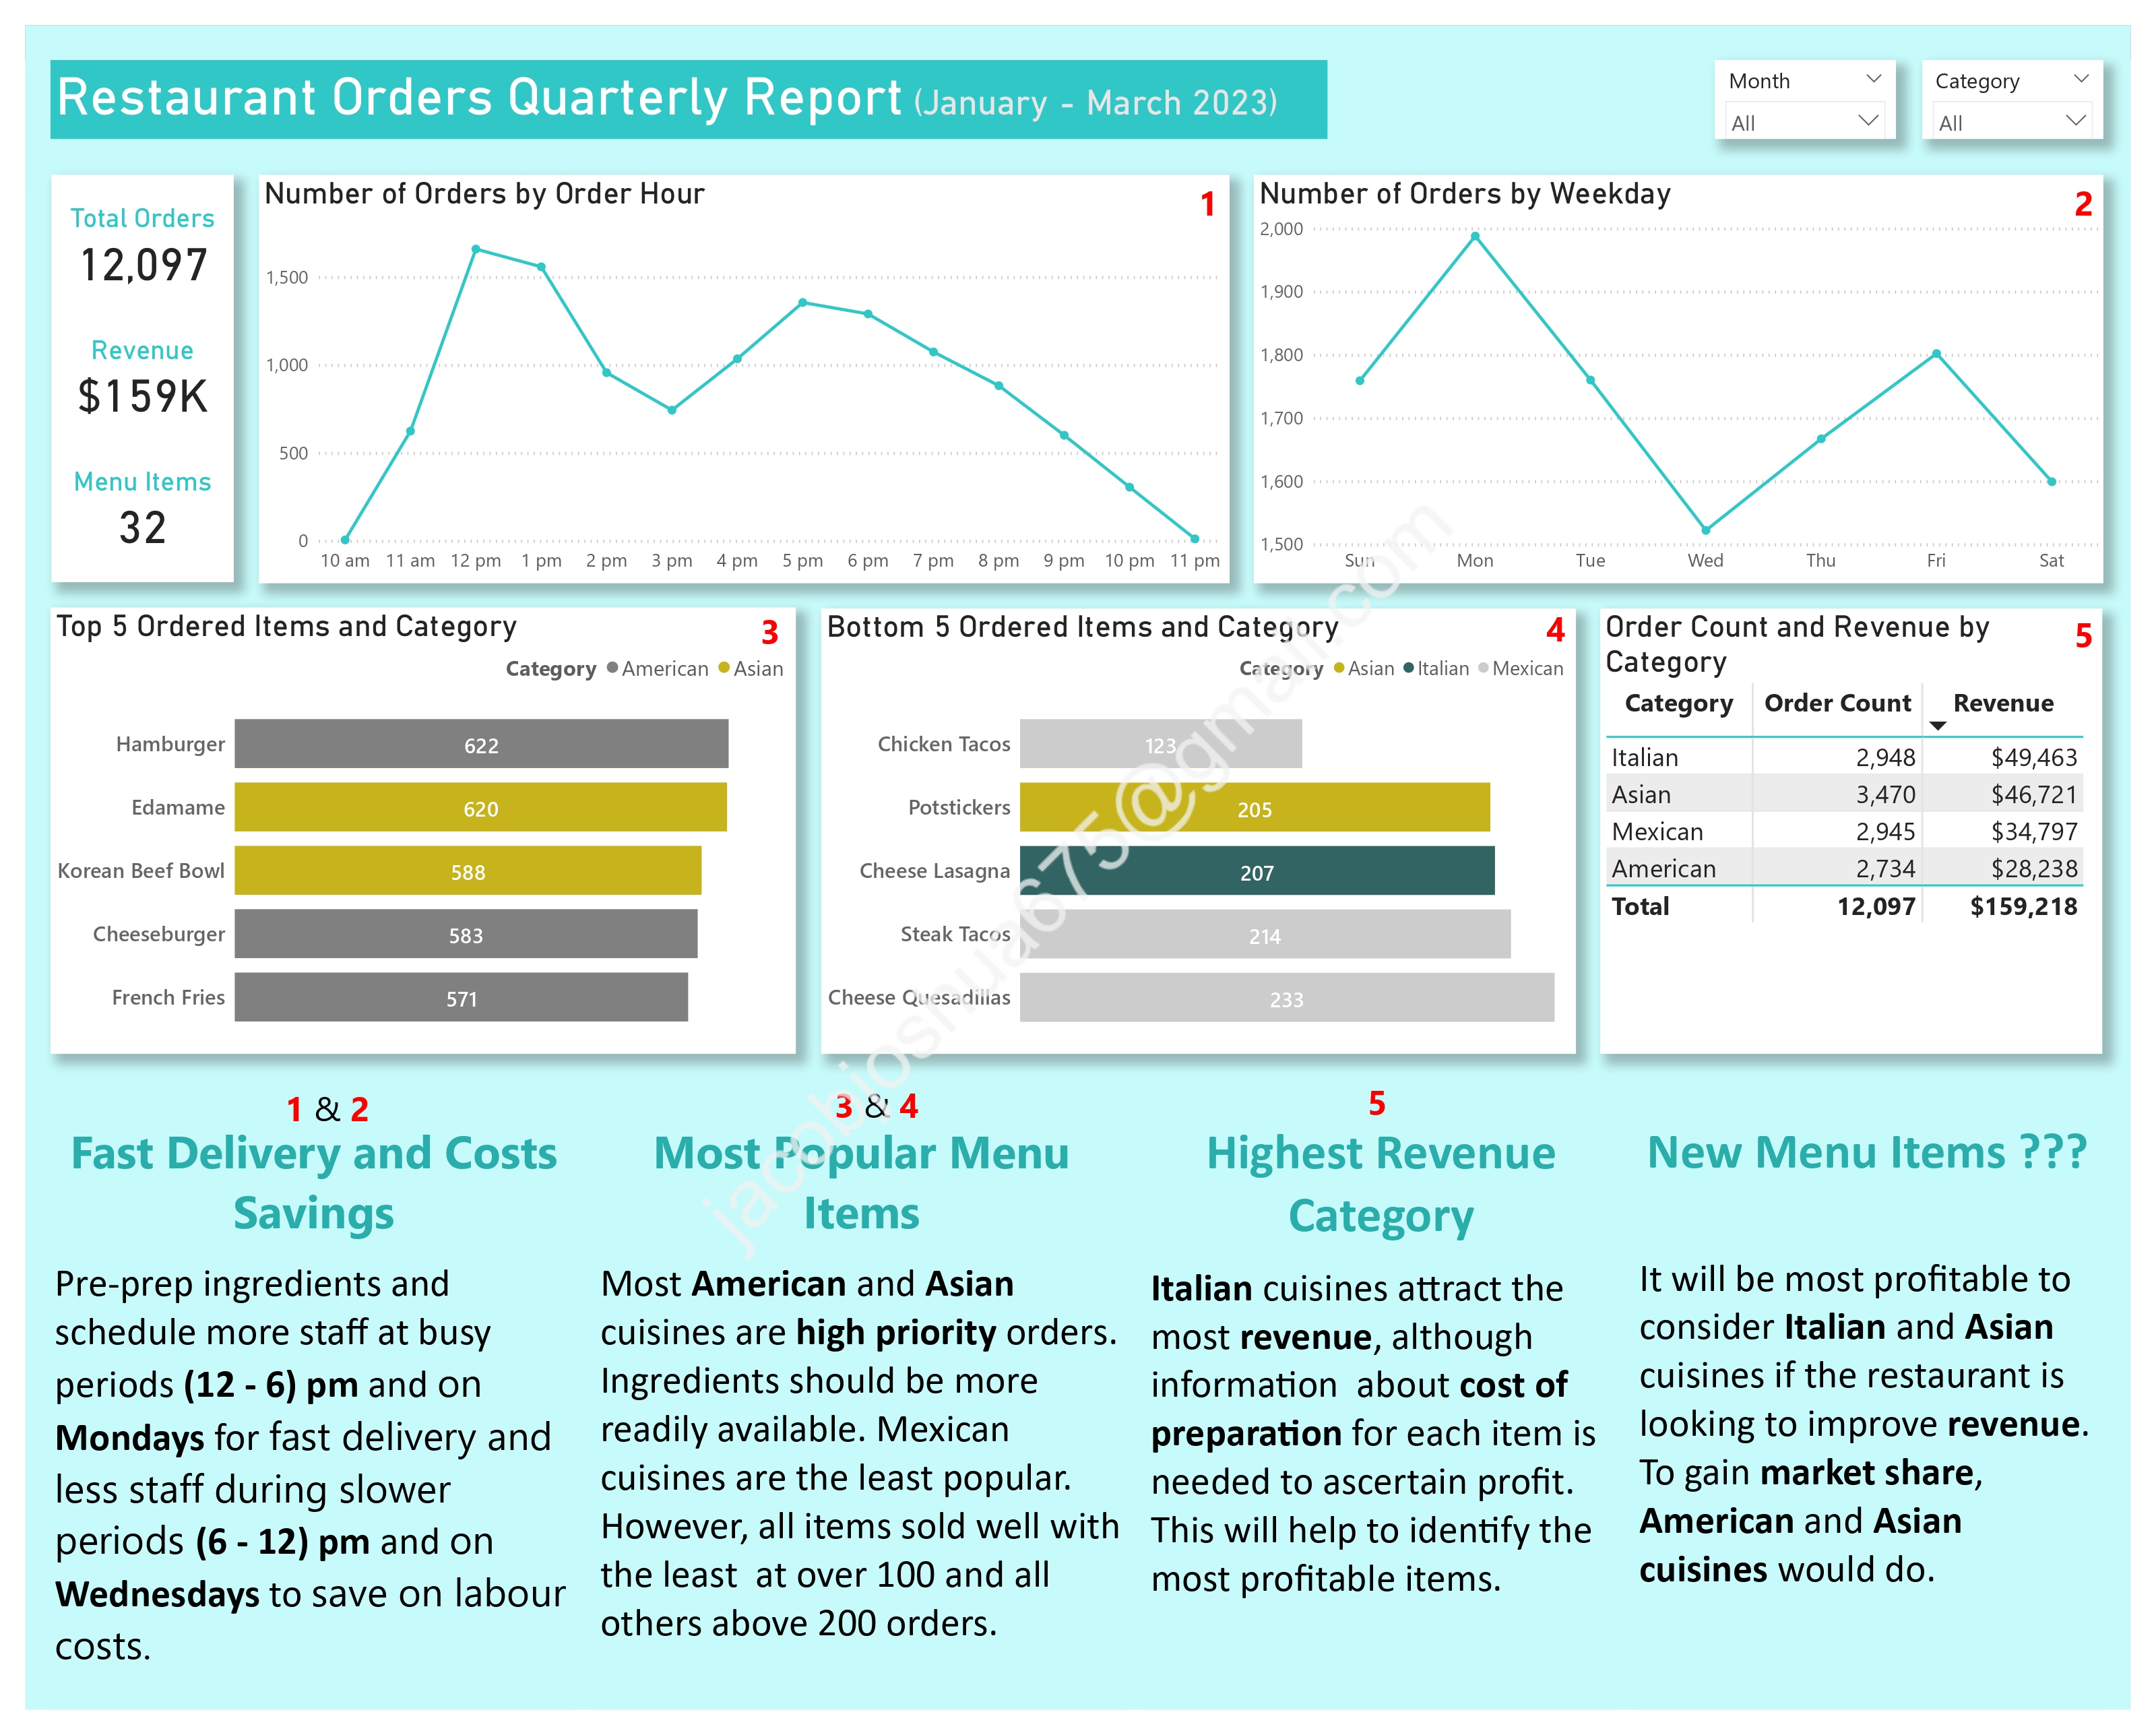 Restaurant Orders Quarterly Report (January - March 2023)
Month
All
Category
All
Total Orders
12,097
Revenue
$159K
Menu Items
32
Number of Orders by Order Hour
1
1,500
1,000
500
0
10 am 11 am 12 pm 1 pm 2 pm 3 pm 4 pm 5 pm 6 pm 7 pm 8 pm 9 pm 10 pm 11 pm
Number of Orders by Weekday
2
2,000
1,900
1,800
1,700
1,600
1,500
Sun Mon Tue Wed Thu Fri Sat
Top 5 Ordered Items and Category
3
Category American Asian
Hamburger 622
Edamame 620
Korean Beef Bowl 588
Cheeseburger 583
French Fries 571
Bottom 5 Ordered Items and Category
4
Category Asian Italian Mexican
Chicken Tacos 123
Potstickers 205
Cheese Lasagna 207
Steak Tacos 214
Cheese Quesadillas 233
Order Count and Revenue by
Category
5
Category Order Count Revenue
Italian 2,948 $49,463
Asian 3,470 $46,721
Mexican 2,945 $34,797
American 2,734 $28,238
Total 12,097 $159,218
jacobjoshua675@gmail.com
1 & 2
Fast Delivery and Costs
Savings
Pre-prep ingredients and
schedule more staff at busy
periods (12 - 6) pm and on
Mondays for fast delivery and
less staff during slower
periods (6 - 12) pm and on
Wednesdays to save on labour
costs.
3 & 4
Most Popular Menu
Items
Most American and Asian
cuisines are high priority orders.
Ingredients should be more
readily available. Mexican
cuisines are the least popular.
However, all items sold well with
the least at over 100 and all
others above 200 orders.
5
Highest Revenue
Category
Italian cuisines attract the
most revenue, although
information about cost of
preparation for each item is
needed to ascertain profit.
This will help to identify the
most profitable items.
New Menu Items ???
It will be most profitable to
consider Italian and Asian
cuisines if the restaurant is
looking to improve revenue.
To gain market share,
American and Asian
cuisines would do.